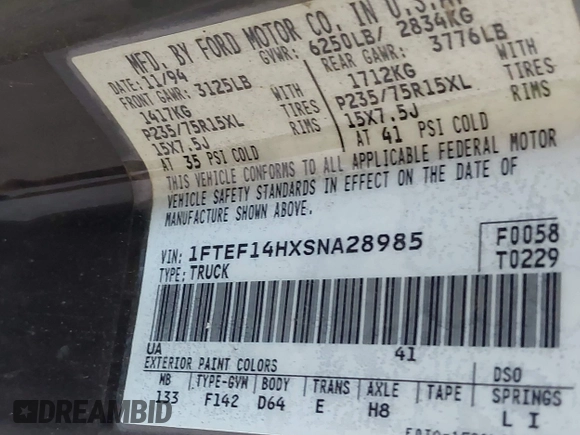 MFD. BY FORD MOTOR CO. IN U.S.A.
DATE: 11/94 GVWR: 6250LB/ 2834KG
FRONT GAWR: 3125LB REAR GAWR: 3776LB
1417KG WITH 1712KG WITH
P235/75R15XL TIRES P235/75R15XL TIRES
15X7.5J RIMS 15X7.5J RIMS
AT 35 PSI COLD AT 41 PSI COLD
THIS VEHICLE CONFORMS TO ALL APPLICABLE FEDERAL MOTOR
VEHICLE SAFETY STANDARDS IN EFFECT ON THE DATE OF
MANUFACTURE SHOWN ABOVE.
VIN: 1FTEF14HXSNA28985 F0058
TYPE: TRUCK T0229
UA 41
EXTERIOR PAINT COLORS DSO
WB TYPE-GVW BODY TRANS AXLE TAPE SPRINGS
133 F142 D64 E H8 L I
DREAMBID